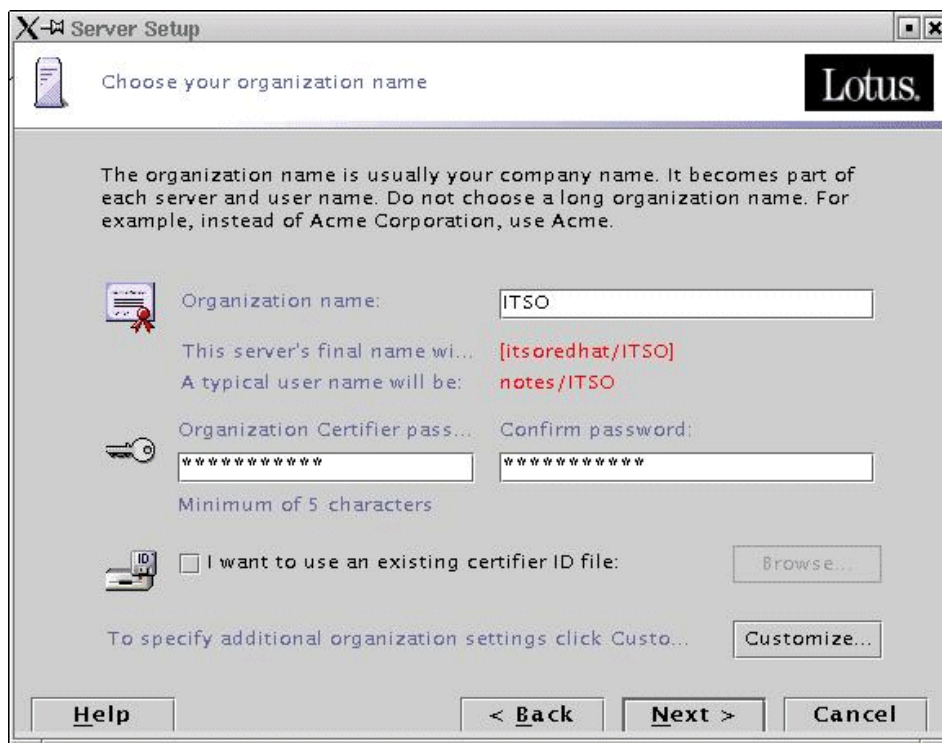 Server Setup
Choose your organization name
Lotus.
The organization name is usually your company name. It becomes part of
each server and user name. Do not choose a long organization name. For
example, instead of Acme Corporation, use Acme.
Organization name: ITSO
This server's final name wi... [itsoredhat/ITSO]
A typical user name will be: notes/ITSO
Organization Certifier pass... Confirm password:
*********** ***********
Minimum of 5 characters
ID
I want to use an existing certifier ID file: Browse...
To specify additional organization settings click Custo... Customize...
Help < Back Next > Cancel